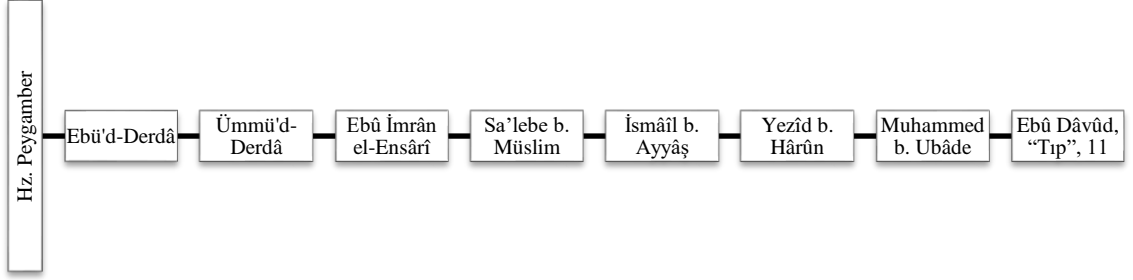 Hz. Peygamber
Ebü'd-Derdâ
Ümmü'd-
Derdâ
Ebû İmrân
el-Ensârî
Sa’lebe b.
Müslim
İsmâîl b.
Ayyâş
Yezîd b.
Hârûn
Muhammed
b. Ubâde
Ebû Dâvûd,
“Tıp”, 11